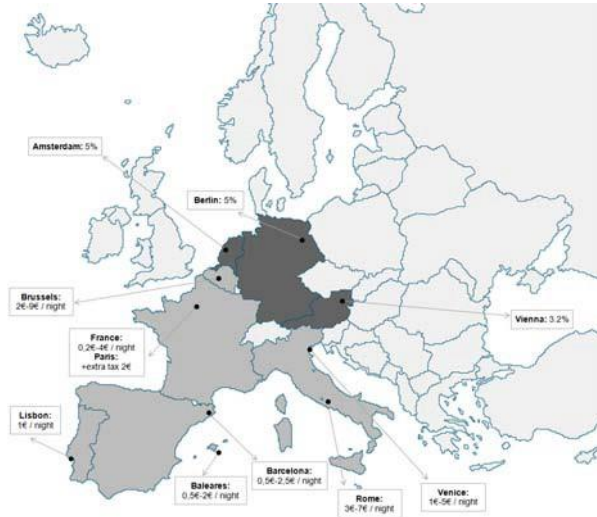 Amsterdam: 5%
Berlin: 5%
Brussels:
2€-9€ / night
Vienna: 3.2%
France:
0,2€-4€ / night
Paris:
+extra tax 2€
Lisbon:
1€ / night
Baleares:
0,5€-2€ / night
Barcelona:
0,5€-2,5€ / night
Rome:
3€-7€ / night
Venice:
1€-5€ / night